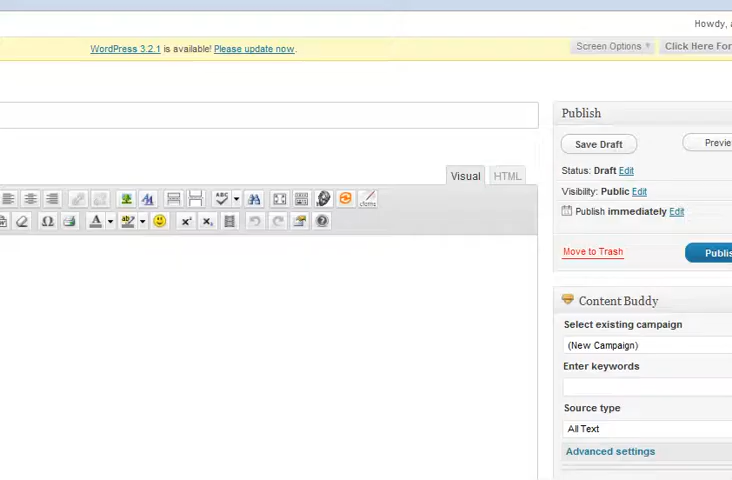 Howdy,
WordPress 3.2.1 is available! Please update now.
Screen Options Click Here For
Publish
Save Draft
Status: Draft Edit
Visibility: Public Edit
Publish immediately Edit
Move to Trash
Visual HTML
ABC
Content Buddy
Select existing campaign
(New Campaign)
Enter keywords
Source type
All Text
Advanced settings